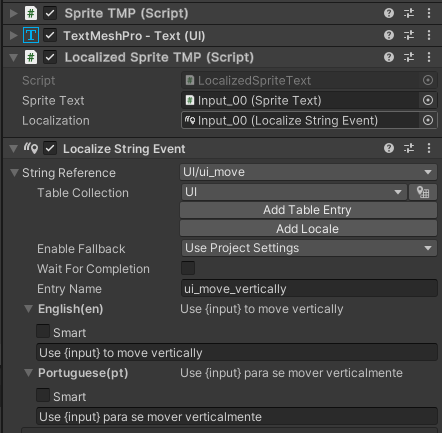 Sprite TMP (Script)
TextMeshPro - Text (UI)
Localized Sprite TMP (Script)
Script LocalizedSpriteText
Sprite Text Input_00 (Sprite Text)
Localization Input_00 (Localize String Event)
Localize String Event
String Reference UI/ui_move
Table Collection UI
Add Table Entry
Add Locale
Enable Fallback Use Project Settings
Wait For Completion
Entry Name ui_move_vertically
English(en) Use {input} to move vertically
Smart
Use {input} to move vertically
Portuguese(pt) Use {input} para se mover verticalmente
Smart
Use {input} para se mover verticalmente